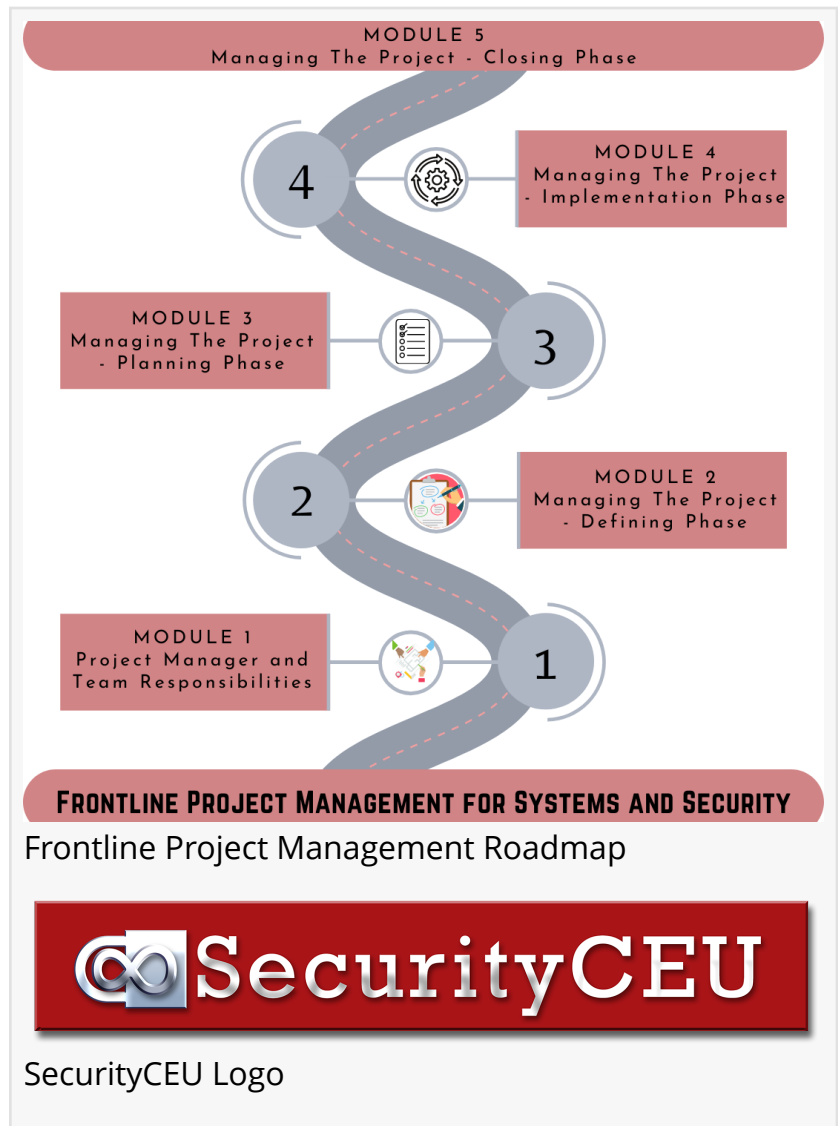 MODULE 5
Managing The Project - Closing Phase
4
MODULE 4
Managing The Project
- Implementation Phase
MODULE 3
Managing The Project
- Planning Phase
3
2
MODULE 2
Managing The Project
- Defining Phase
MODULE 1
Project Manager and
Team Responsibilities
1
FRONTLINE PROJECT MANAGEMENT FOR SYSTEMS AND SECURITY
Frontline Project Management Roadmap
SecurityCEU
SecurityCEU Logo